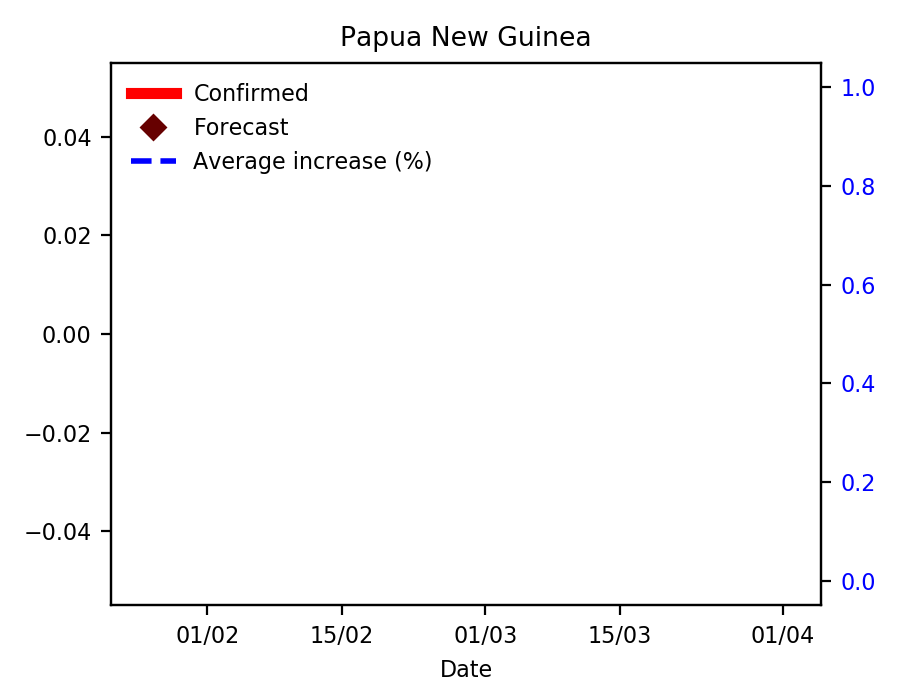 Papua New Guinea
Confirmed
Forecast
Average increase (%)
0.04
0.02
0.00
−0.02
−0.04
1.0
0.8
0.6
0.4
0.2
0.0
01/02 15/02 01/03 15/03 01/04
Date